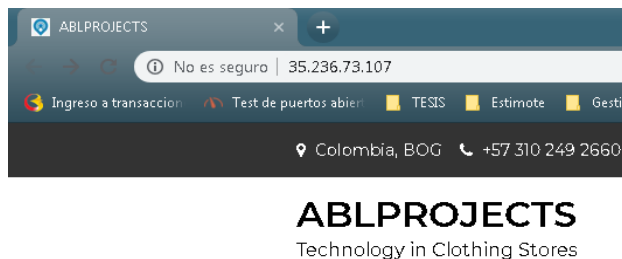 ABLPROJECTS
No es seguro | 35.236.73.107
Ingreso a transaccion Test de puertos abier TESIS Estimote Gesti
Colombia, BOG +57 310 249 2660
ABLPROJECTS
Technology in Clothing Stores